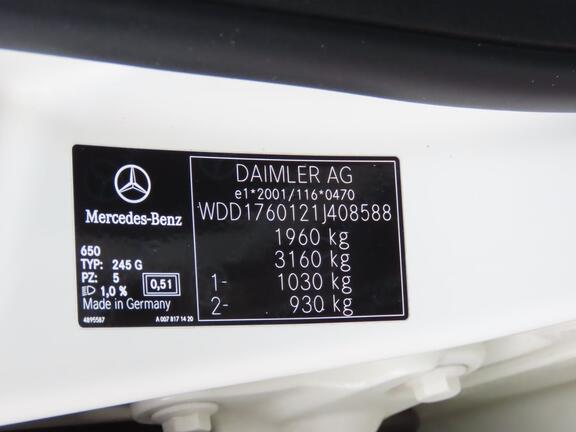 Mercedes-Benz
650
TYP: 245 G
PZ: 5
1,0 %
0,51
Made in Germany
4895587
A 007 817 14 20
DAIMLER AG
e1*2001/116*0470
WDD1760121J408588
1960 kg
3160 kg
1- 1030 kg
2- 930 kg